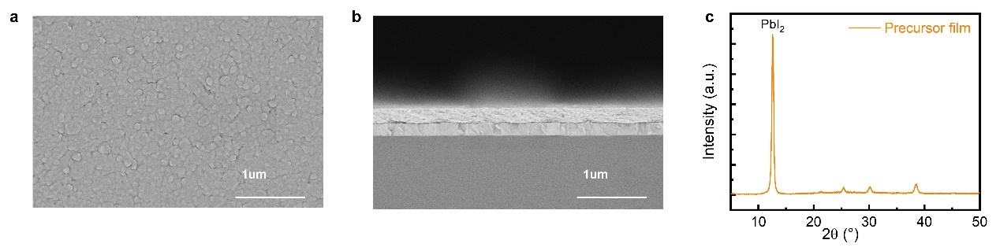 a
1um
b
1um
c
PbI₂
Precursor film
Intensity (a.u.)
10 20 30 40 50
2θ (°)